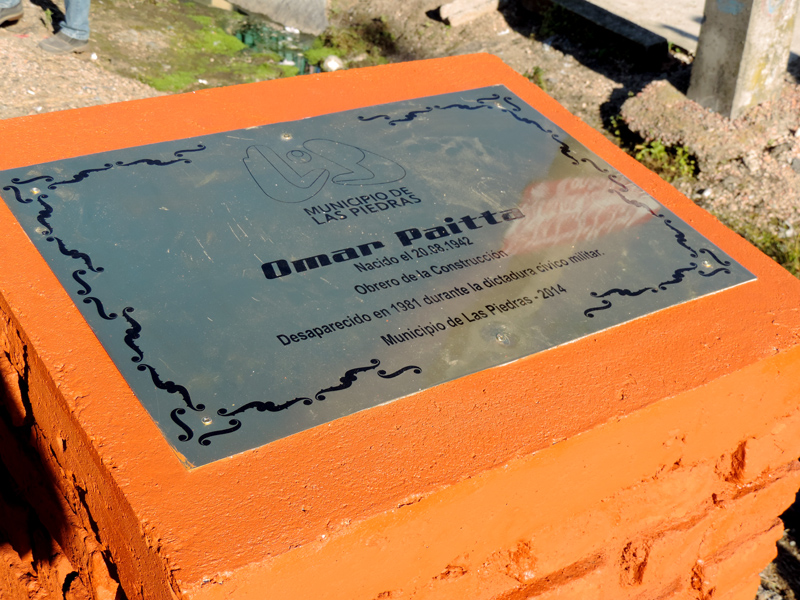 MUNICIPIO DE
LAS PIEDRAS
Omar Paitta
Nacido el 20.08.1942
Obrero de la Construcción
Desaparecido en 1981 durante la dictadura cívico militar.
Municipio de Las Piedras - 2014